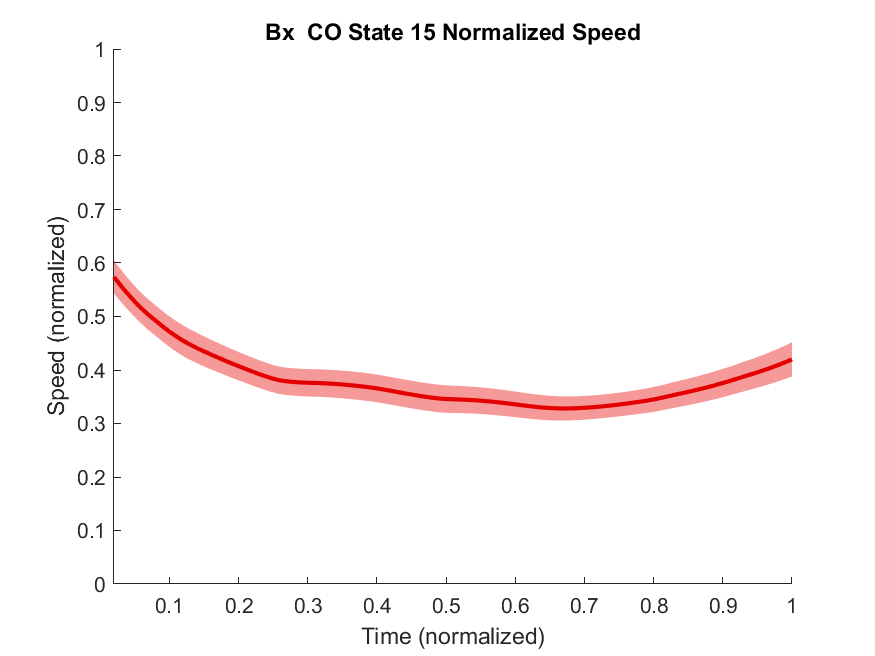 Bx  CO State 15 Normalized Speed
1
0.9
0.8
0.7
0.6
0.5
0.4
0.3
0.2
0.1
0
Speed (normalized)
0.1 0.2 0.3 0.4 0.5 0.6 0.7 0.8 0.9 1
Time (normalized)